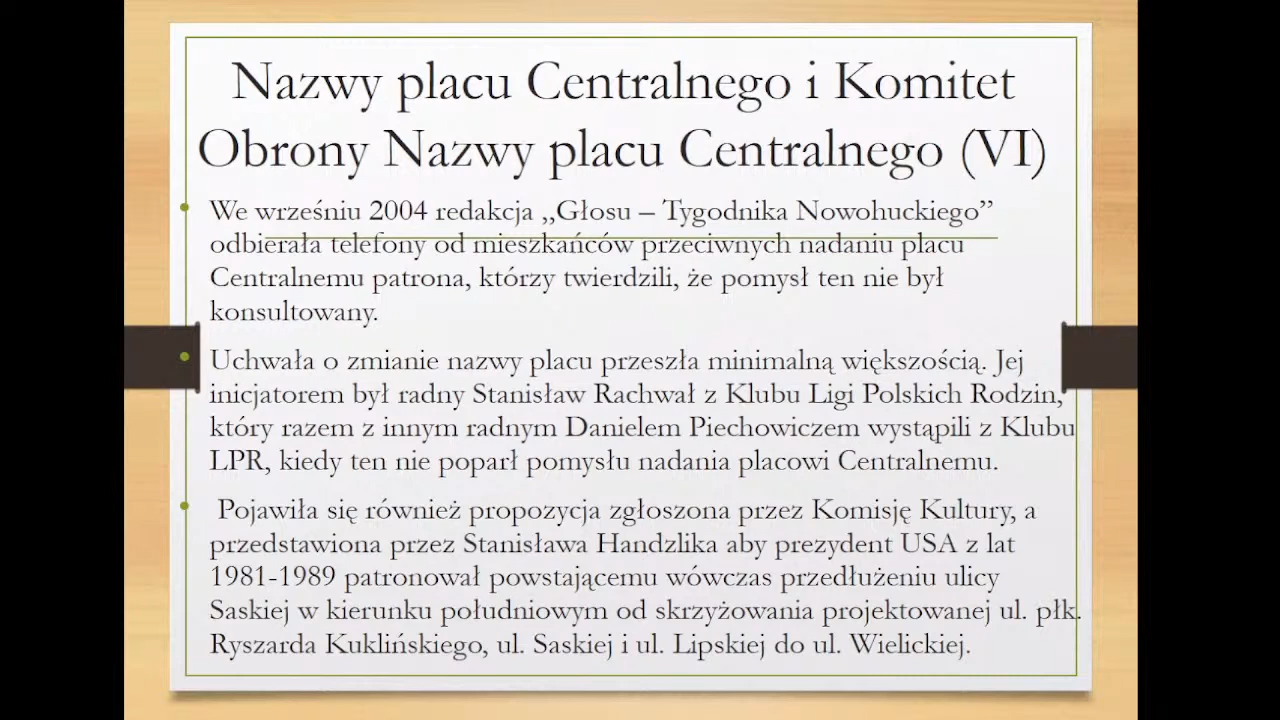 Nazwy placu Centralnego i Komitet
Obrony Nazwy placu Centralnego (VI)
• We wrześniu 2004 redakcja „Głosu – Tygodnika Nowohuckiego”
odbierała telefony od mieszkańców przeciwnych nadaniu placu
Centralnemu patrona, którzy twierdzili, że pomysł ten nie był
konsultowany.
• Uchwała o zmianie nazwy placu przeszła minimalną większością. Jej
inicjatorem był radny Stanisław Rachwał z Klubu Ligi Polskich Rodzin,
który razem z innym radnym Danielem Piechowiczem wystąpili z Klubu
LPR, kiedy ten nie poparł pomysłu nadania placowi Centralnemu.
• Pojawiła się również propozycja zgłoszona przez Komisję Kultury, a
przedstawiona przez Stanisława Handzlika aby prezydent USA z lat
1981-1989 patronował powstającemu wówczas przedłużeniu ulicy
Saskiej w kierunku południowym od skrzyżowania projektowanej ul. płk.
Ryszarda Kuklińskiego, ul. Saskiej i ul. Lipskiej do ul. Wielickiej.